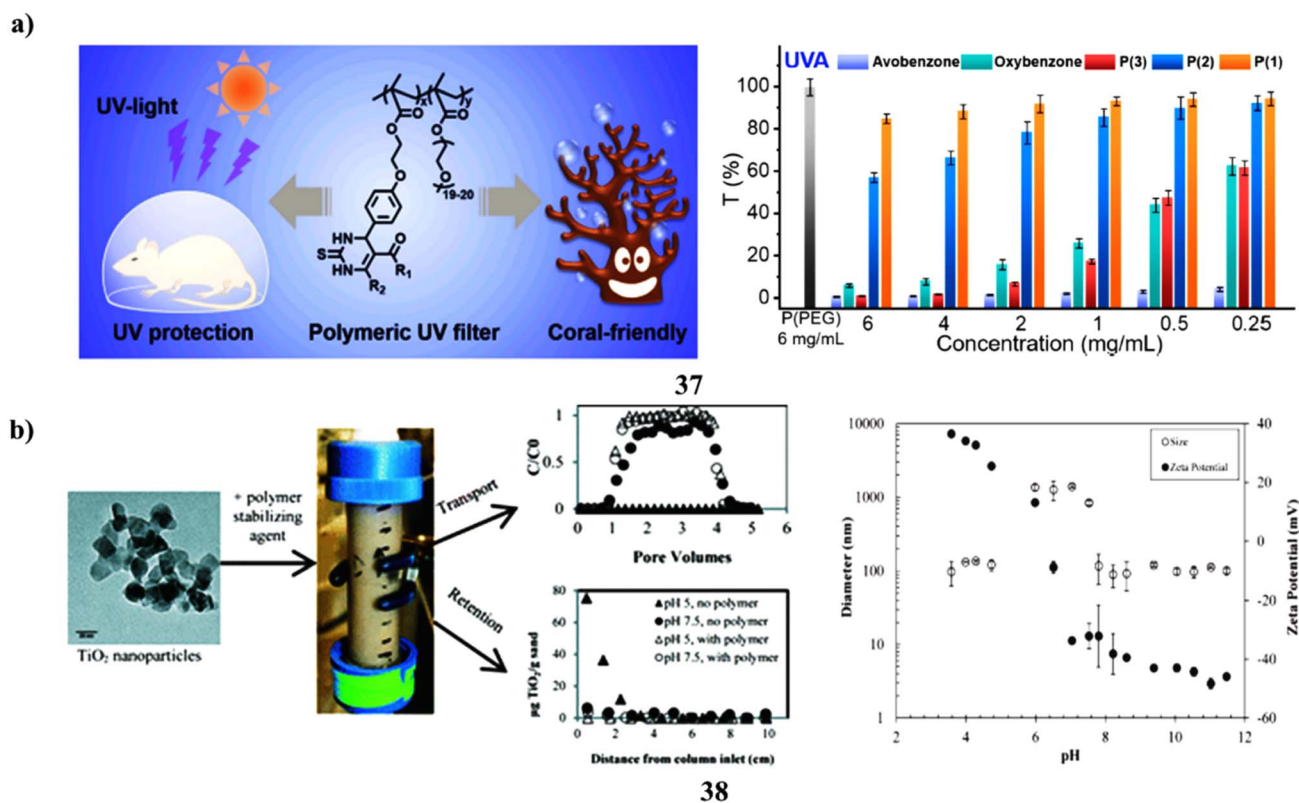 a)
UV-light
UV protection
Polymeric UV filter
Coral-friendly
O
O
O
O
O
O
19-20
x
y
HN
S
HN
O
R₁
R₂
UVA
Avobenzone
Oxybenzone
P(3)
P(2)
P(1)
T (%)
100
80
60
40
20
0
P(PEG)
6 mg/mL
6
4
2
1
0.5
0.25
Concentration (mg/mL)
37
b)
TiO₂ nanoparticles
+ polymer
stabilizing
agent
Transport
Retention
C/C0
1
0.5
0
0
1
2
3
4
5
6
Pore Volumes
µg TiO₂/g sand
80
60
40
20
0
pH 5, no polymer
pH 7.5, no polymer
pH 5, with polymer
pH 7.5, with polymer
0
2
4
6
8
10
Distance from column inlet (cm)
Diameter (nm)
10000
1000
100
10
1
Size
Zeta Potential
40
20
0
-20
-40
-60
Zeta Potential (mV)
2
4
6
8
10
12
pH
38